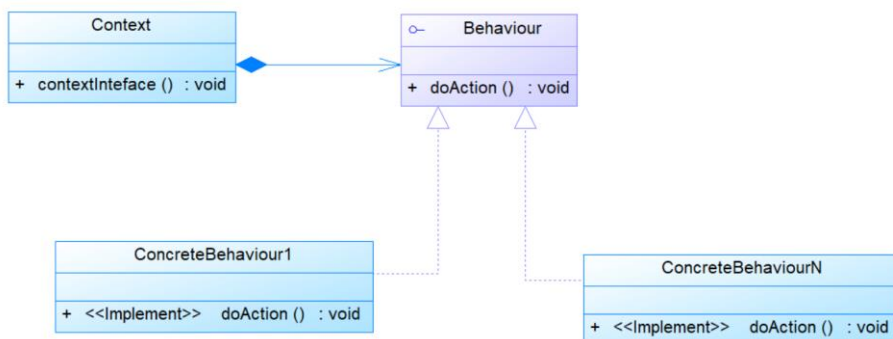 Context
+ contextInteface () : void
Behaviour
+ doAction () : void
ConcreteBehaviour1
+ <<Implement>> doAction () : void
ConcreteBehaviourN
+ <<Implement>> doAction () : void